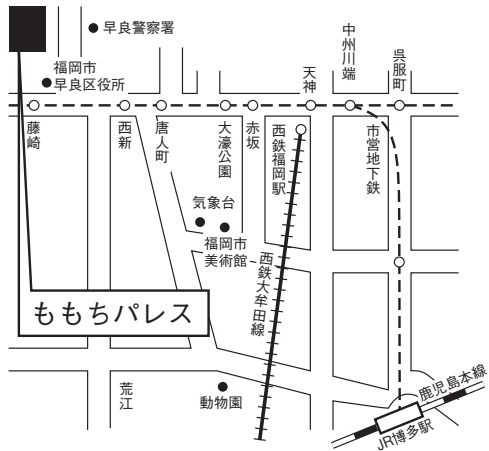 早良警察署
福岡市
早良区役所
中州川端
天神
呉服町
藤崎
西新
唐人町
大濠公園
赤坂
西鉄福岡駅
市営地下鉄
気象台
福岡市
美術館
西鉄大牟田線
ももちパレス
荒江
動物園
鹿児島本線
JR博多駅